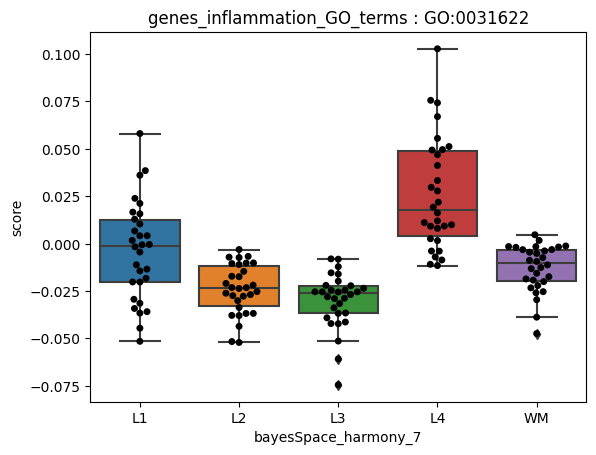 genes_inflammation_GO_terms : GO:0031622
0.100
0.075
0.050
0.025
0.000
−0.025
−0.050
−0.075
score
L1 L2 L3 L4 WM
bayesSpace_harmony_7